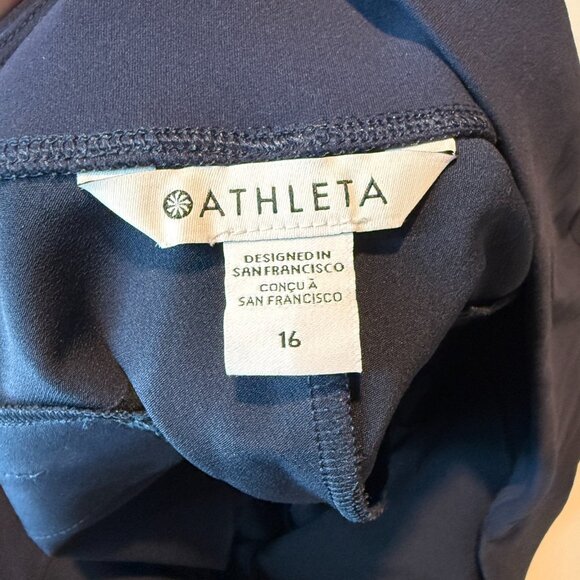 ATHLETA
DESIGNED IN
SAN FRANCISCO
CONÇU À
SAN FRANCISCO
16